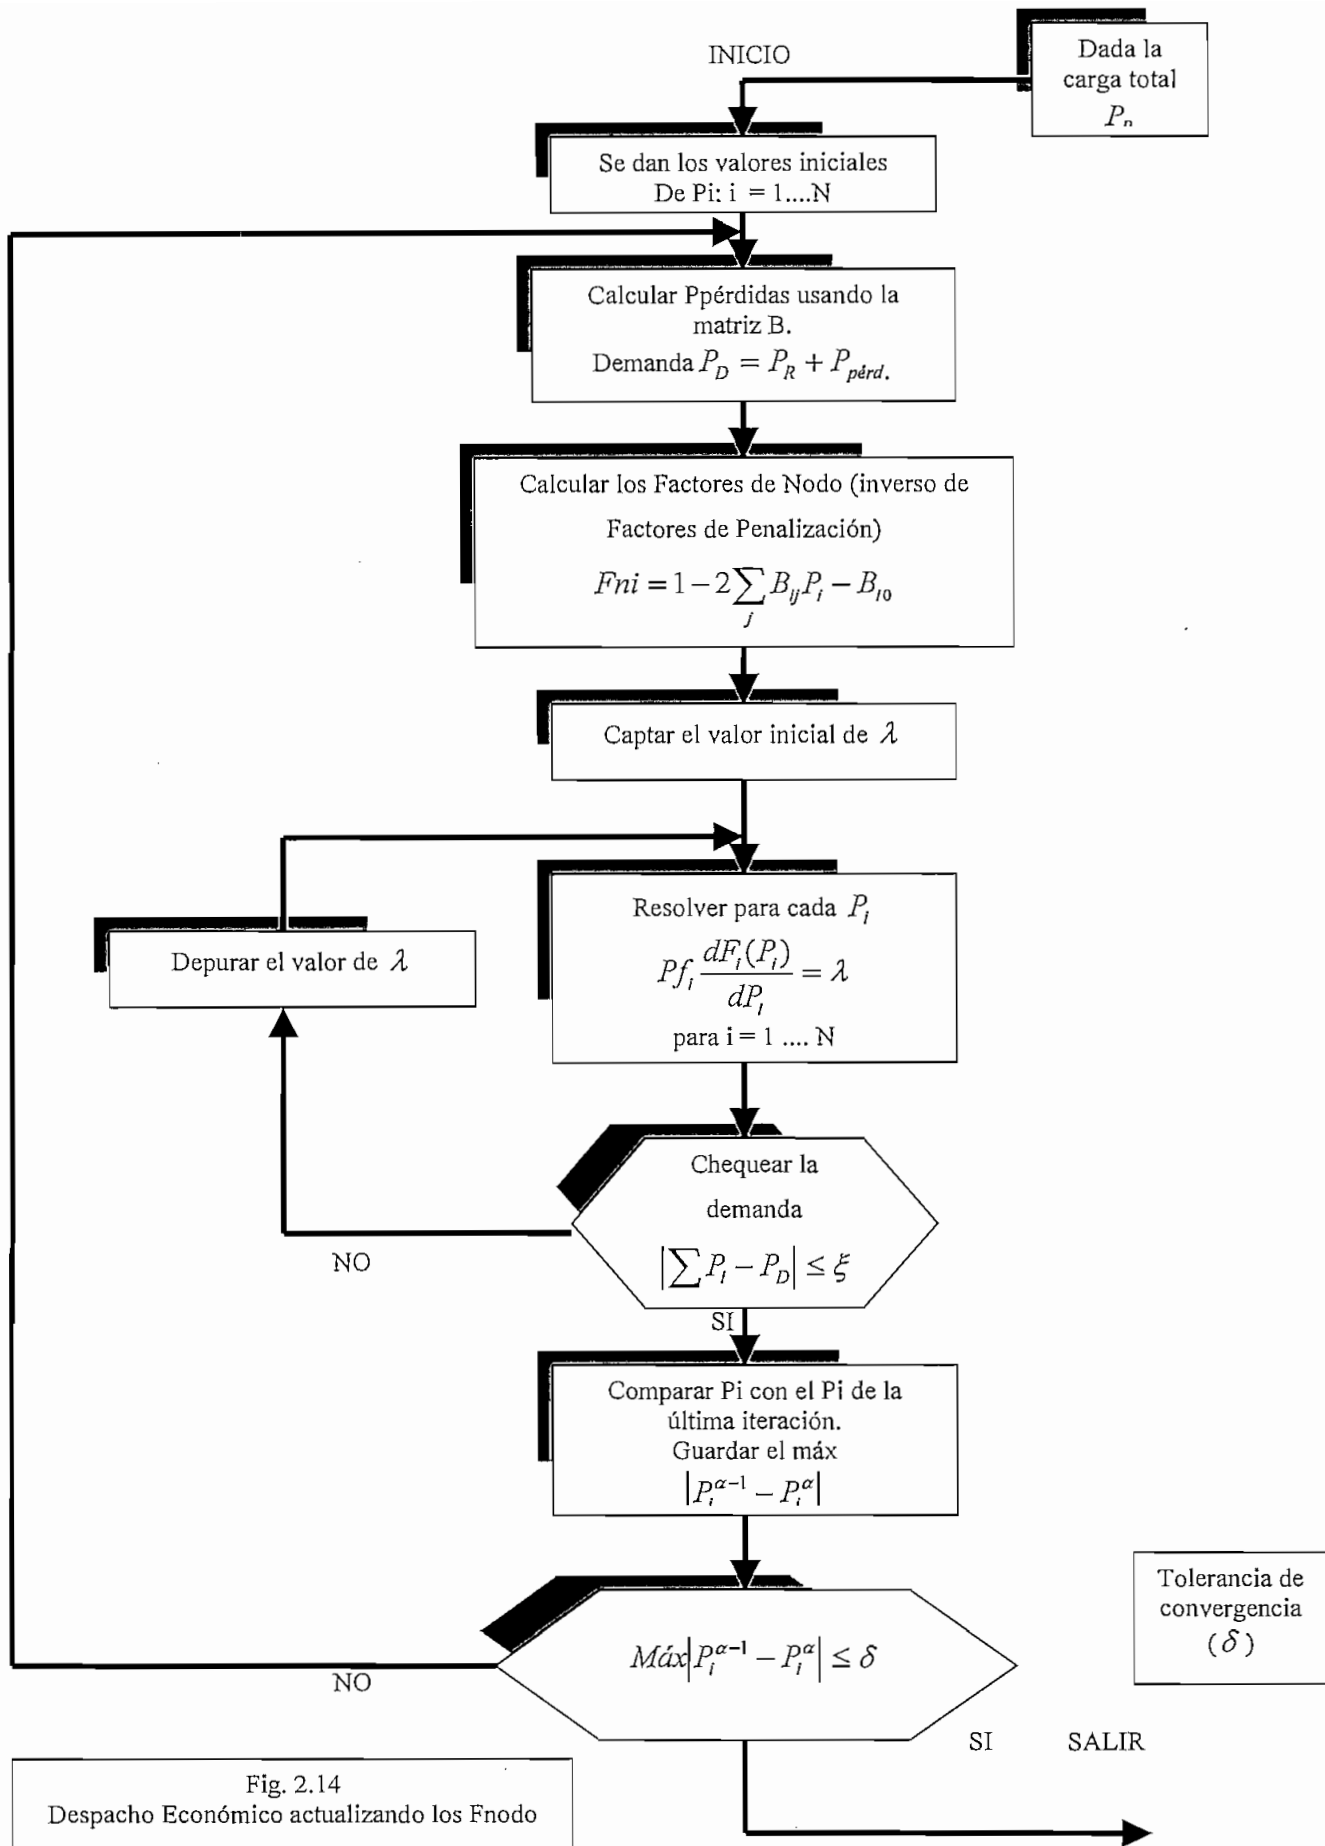 INICIO
Dada la
carga total
Pₙ
Se dan los valores iniciales
De Pi: i = 1....N
Calcular Ppérdidas usando la
matriz B.
Demanda P_D = P_R + P_pérd.
Calcular los Factores de Nodo (inverso de
Factores de Penalización)
Fni = 1 − 2∑_j B_ij P_i − B_i0
Captar el valor inicial de λ
Resolver para cada P_i
Pf_i dF_i(P_i)/dP_i = λ
para i = 1 .... N
Depurar el valor de λ
Chequear la
demanda
|∑ P_i − P_D| ≤ ξ
NO
SI
Comparar Pi con el Pi de la
última iteración.
Guardar el máx
|P_i^(α−1) − P_i^α|
Máx|P_i^(α−1) − P_i^α| ≤ δ
NO
Tolerancia de
convergencia
(δ)
SI SALIR
Fig. 2.14
Despacho Económico actualizando los Fnodo